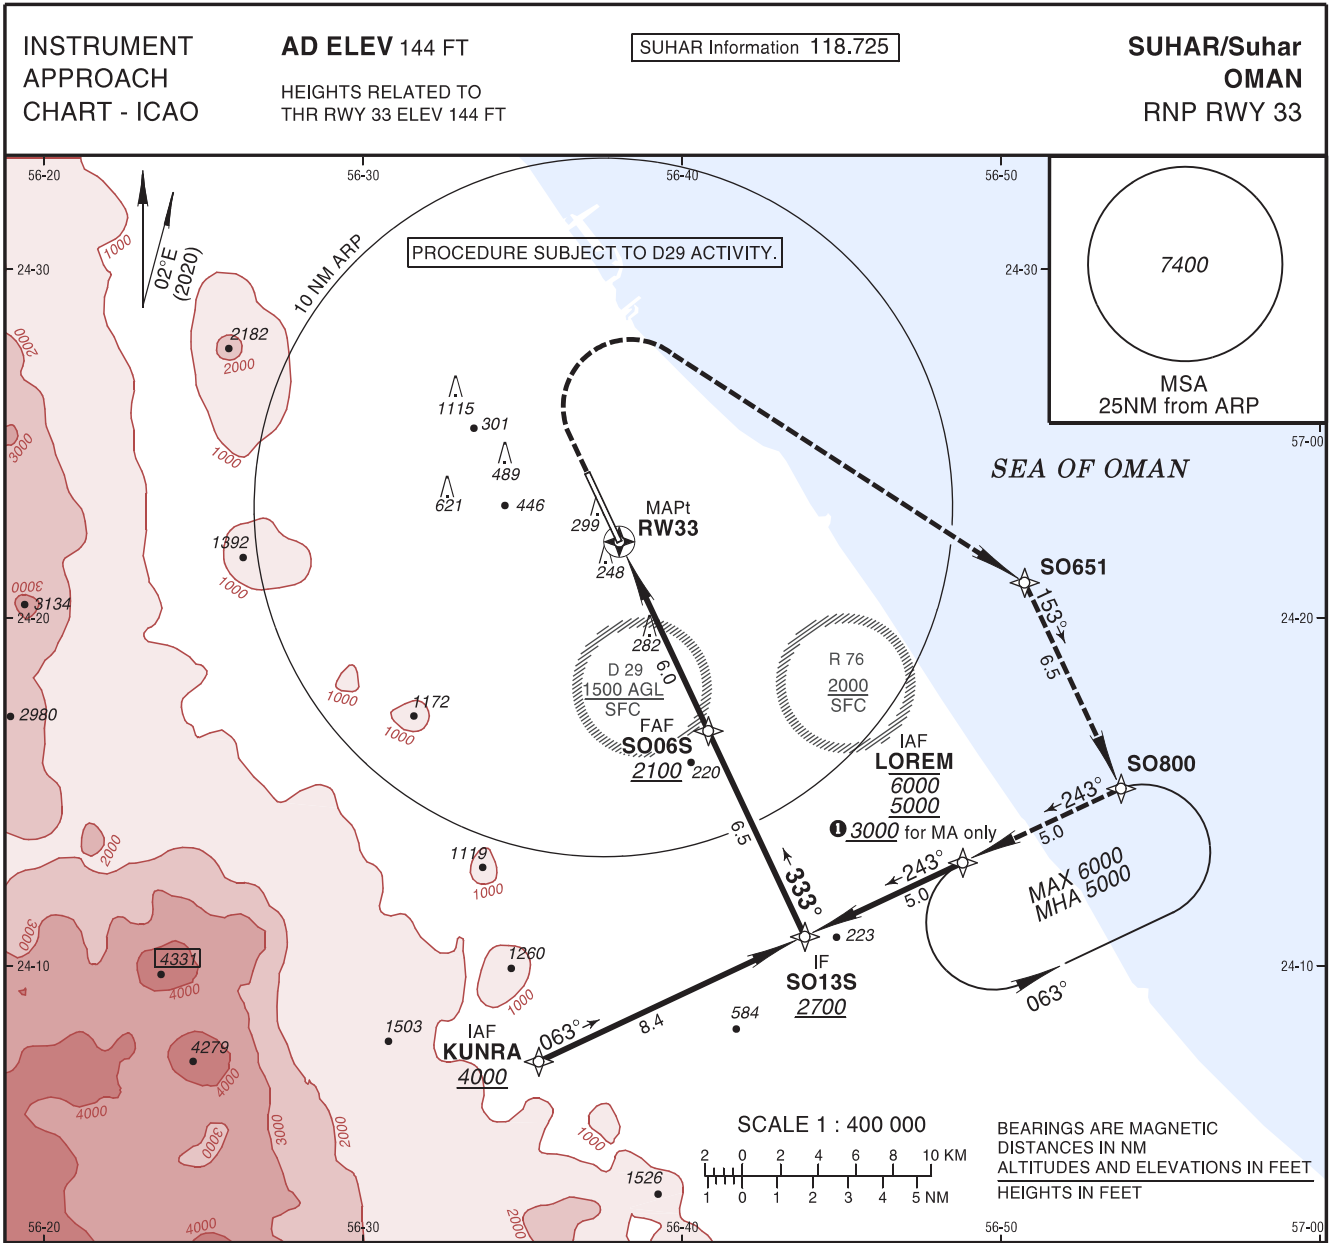 INSTRUMENT
APPROACH
CHART - ICAO
AD ELEV 144 FT
HEIGHTS RELATED TO
THR RWY 33 ELEV 144 FT
SUHAR Information 118.725
SUHAR/Suhar
OMAN
RNP RWY 33
56-20
56-30
56-40
56-50
7400
MSA
25NM from ARP
02°E
(2020)
1000
10 NM ARP
PROCEDURE SUBJECT TO D29 ACTIVITY.
24-30
24-30
2000
2182
2000
1000
3000
1115
301
489
621
446
299
248
MAPt
RW33
57-00
SEA OF OMAN
1392
1000
3000
3134
24-20
24-20
SO651
153°
6.5
282
6.0
D 29
1500 AGL
SFC
R 76
2000
SFC
1000
1172
1000
2980
FAF
SO06S
2100
220
IAF
LOREM
6000
5000
1 3000 for MA only
SO800
243°
5.0
MAX 6000
MHA 5000
063°
6.5
333°
243°
5.0
2000
1119
1000
3000
4331
4000
24-10
24-10
1260
1000
223
IF
SO13S
2700
584
1503
IAF
KUNRA
4000
063°
8.4
4279
4000
4000
3000
3000
2000
1000
1526
2000
4000
SCALE 1 : 400 000
2 0 2 4 6 8 10 KM
1 0 1 2 3 4 5 NM
BEARINGS ARE MAGNETIC
DISTANCES IN NM
ALTITUDES AND ELEVATIONS IN FEET
HEIGHTS IN FEET
56-20
56-30
56-40
56-50
57-00